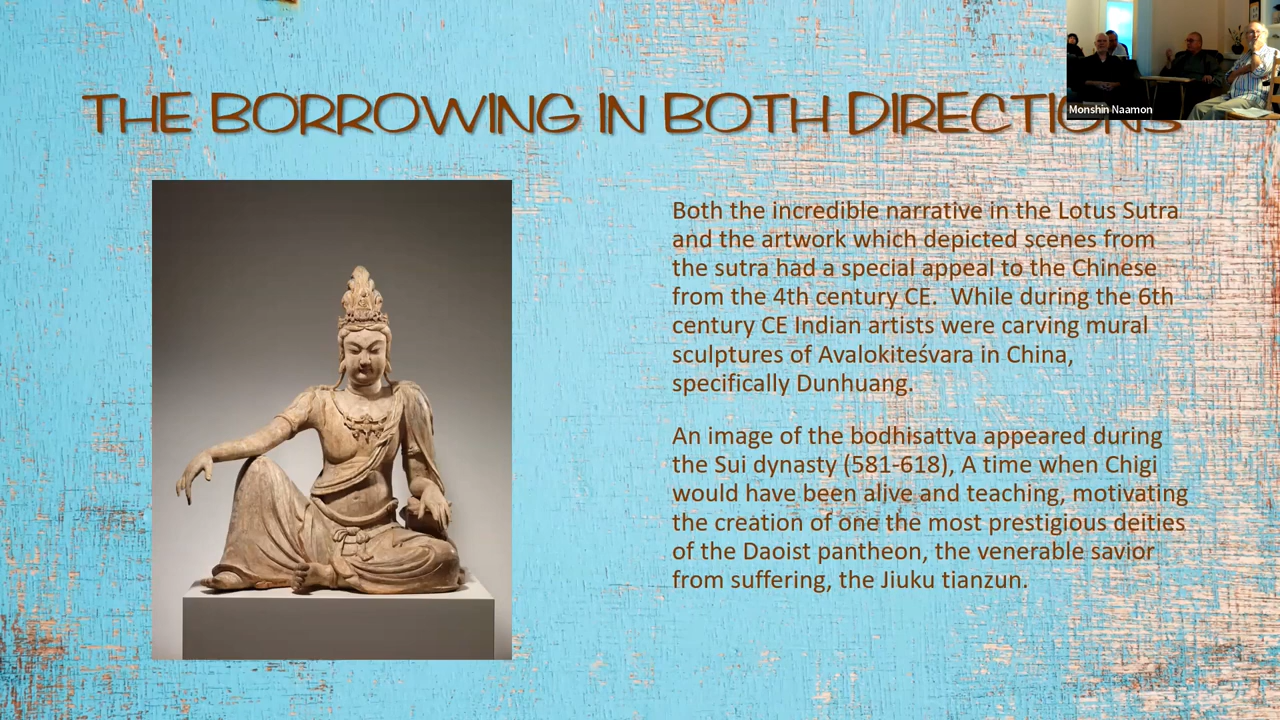 THE BORROWING IN BOTH DIRECTIONS
Monshin Naamon
Both the incredible narrative in the Lotus Sutra
and the artwork which depicted scenes from
the sutra had a special appeal to the Chinese
from the 4th century CE.  While during the 6th
century CE Indian artists were carving mural
sculptures of Avalokiteśvara in China,
specifically Dunhuang.
An image of the bodhisattva appeared during
the Sui dynasty (581-618), A time when Chigi
would have been alive and teaching, motivating
the creation of one the most prestigious deities
of the Daoist pantheon, the venerable savior
from suffering, the Jiuku tianzun.